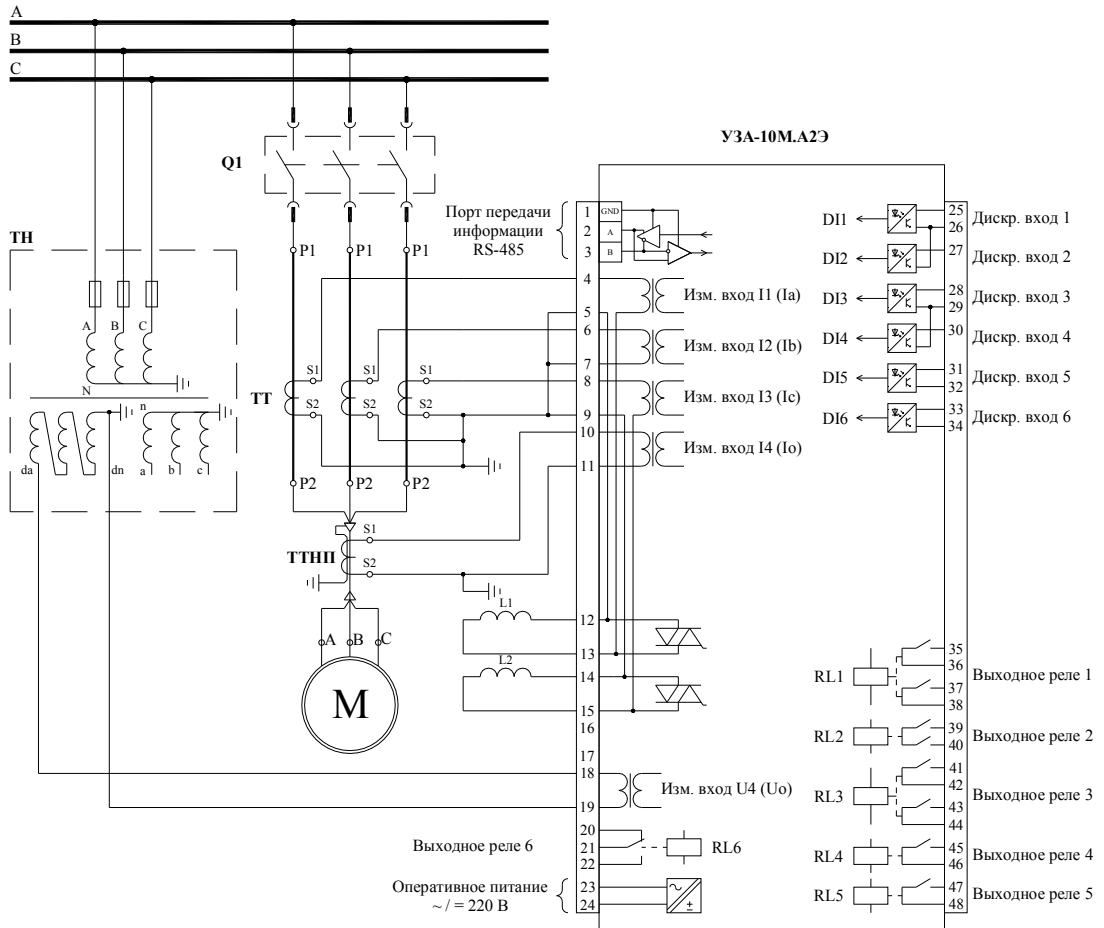 A
B
C
Q1
ТН
A
B
C
N
n
da
dn
a
b
c
P1
P1
P1
ТТ
S1
S2
S1
S2
S1
S2
P2
P2
P2
ТТНП
S1
S2
A
B
C
M
L1
L2
УЗА-10М.А2Э
Порт передачи
информации
RS-485
1
GND
2
A
3
B
4
Изм. вход I1 (Ia)
5
6
Изм. вход I2 (Ib)
7
8
Изм. вход I3 (Ic)
9
10
Изм. вход I4 (Io)
11
12
13
14
15
16
17
18
Изм. вход U4 (Uo)
19
20
Выходное реле 6
21
RL6
22
Оперативное питание
~ / = 220 В
23
24
~
±
DI1
25
26
Дискр. вход 1
DI2
27
Дискр. вход 2
DI3
28
29
Дискр. вход 3
DI4
30
Дискр. вход 4
DI5
31
32
Дискр. вход 5
DI6
33
34
Дискр. вход 6
RL1
35
36
37
38
Выходное реле 1
RL2
39
40
Выходное реле 2
RL3
41
42
43
44
Выходное реле 3
RL4
45
46
Выходное реле 4
RL5
47
48
Выходное реле 5